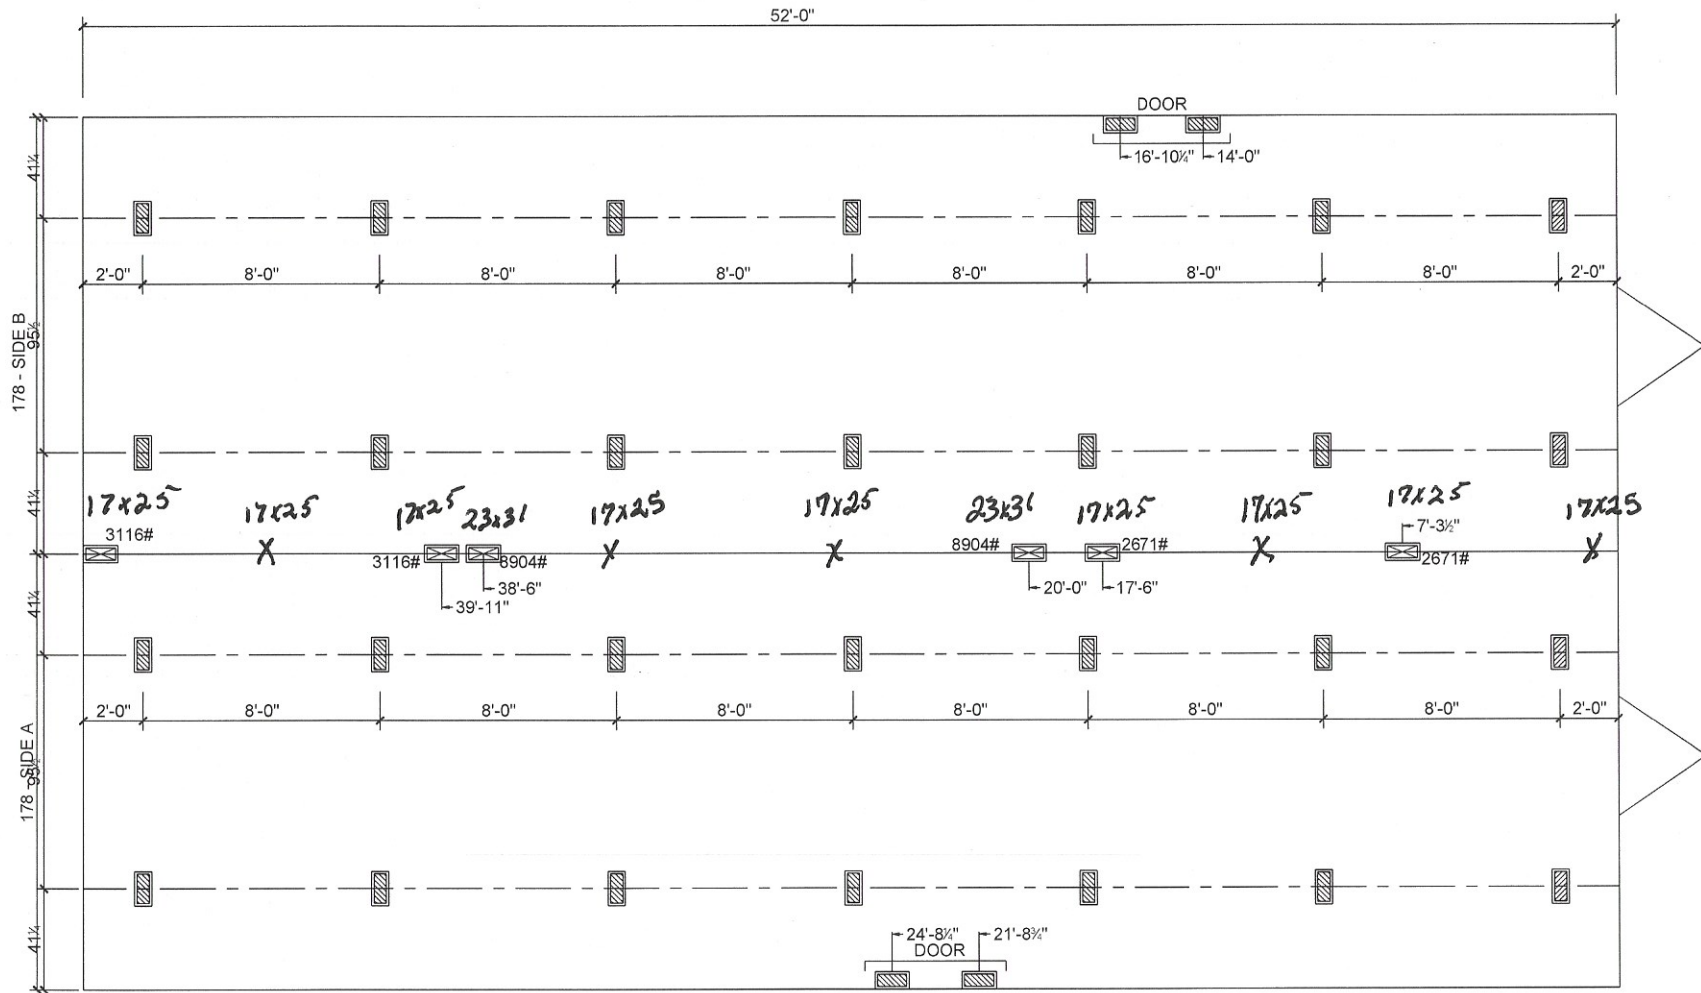 52'-0"
DOOR
16'-10¼" 14'-0"
41¼
2'-0" 8'-0" 8'-0" 8'-0" 8'-0" 8'-0" 8'-0" 2'-0"
178 - SIDE B
95½
41¼
17x25 17x25 17x25 23x31 17x25 17x25 23x31 17x25 17x25 17x25 17x25
3116# X 3116# 8904# X X 8904# 2671# X 7'-3½" 2671# X
39'-11" 38'-6" 20'-0" 17'-6"
41¼
2'-0" 8'-0" 8'-0" 8'-0" 8'-0" 8'-0" 8'-0" 2'-0"
178 - SIDE A
95½
41¼
24'-8¼" 21'-8¾"
DOOR